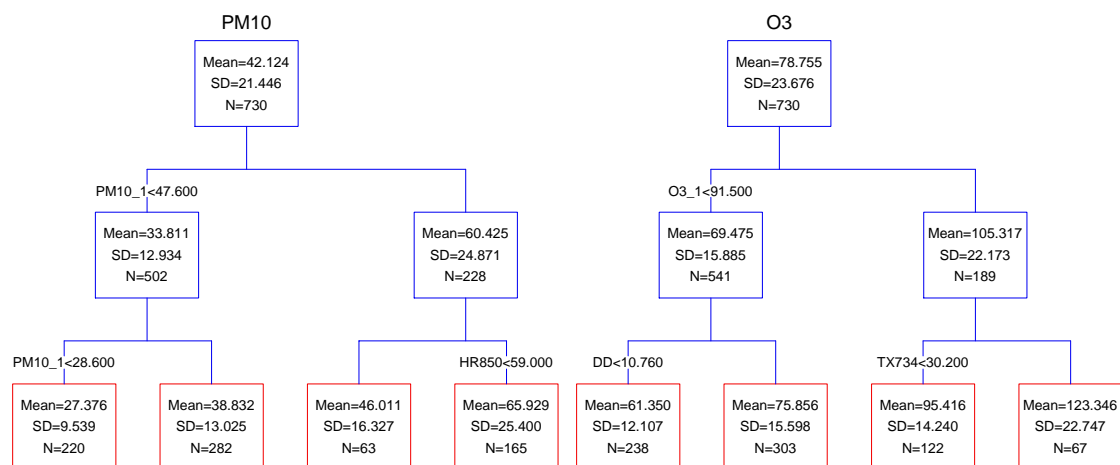 PM10
Mean=42.124
SD=21.446
N=730
PM10_1<47.600
Mean=33.811
SD=12.934
N=502
Mean=60.425
SD=24.871
N=228
PM10_1<28.600
HR850<59.000
Mean=27.376
SD=9.539
N=220
Mean=38.832
SD=13.025
N=282
Mean=46.011
SD=16.327
N=63
Mean=65.929
SD=25.400
N=165
O3
Mean=78.755
SD=23.676
N=730
O3_1<91.500
Mean=69.475
SD=15.885
N=541
Mean=105.317
SD=22.173
N=189
DD<10.760
TX734<30.200
Mean=61.350
SD=12.107
N=238
Mean=75.856
SD=15.598
N=303
Mean=95.416
SD=14.240
N=122
Mean=123.346
SD=22.747
N=67